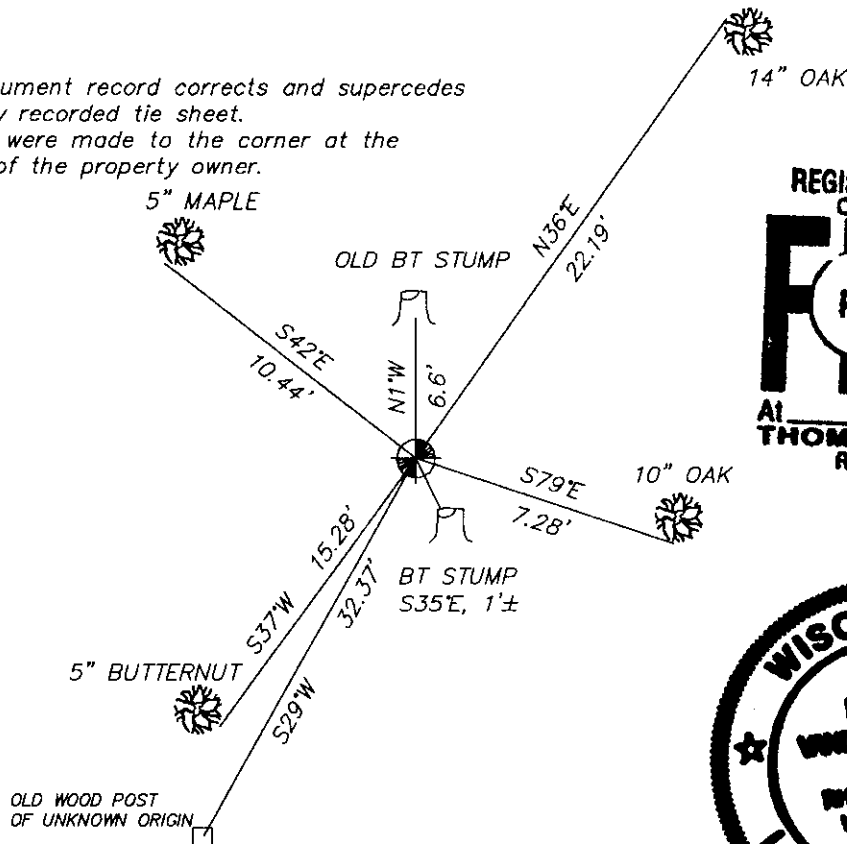 ument record corrects and supercedes
y recorded tie sheet.
were made to the corner at the
of the property owner.
14" OAK
5" MAPLE
OLD BT STUMP
N36°E
22.19'
S42°E
10.44'
N1°W
6.6'
S79°E
7.28'
10" OAK
BT STUMP
S35°E, 1'±
S37°W
15.28'
32.37'
S29°W
5" BUTTERNUT
OLD WOOD POST
OF UNKNOWN ORIGIN
REGI
At
THOM
R
WISC